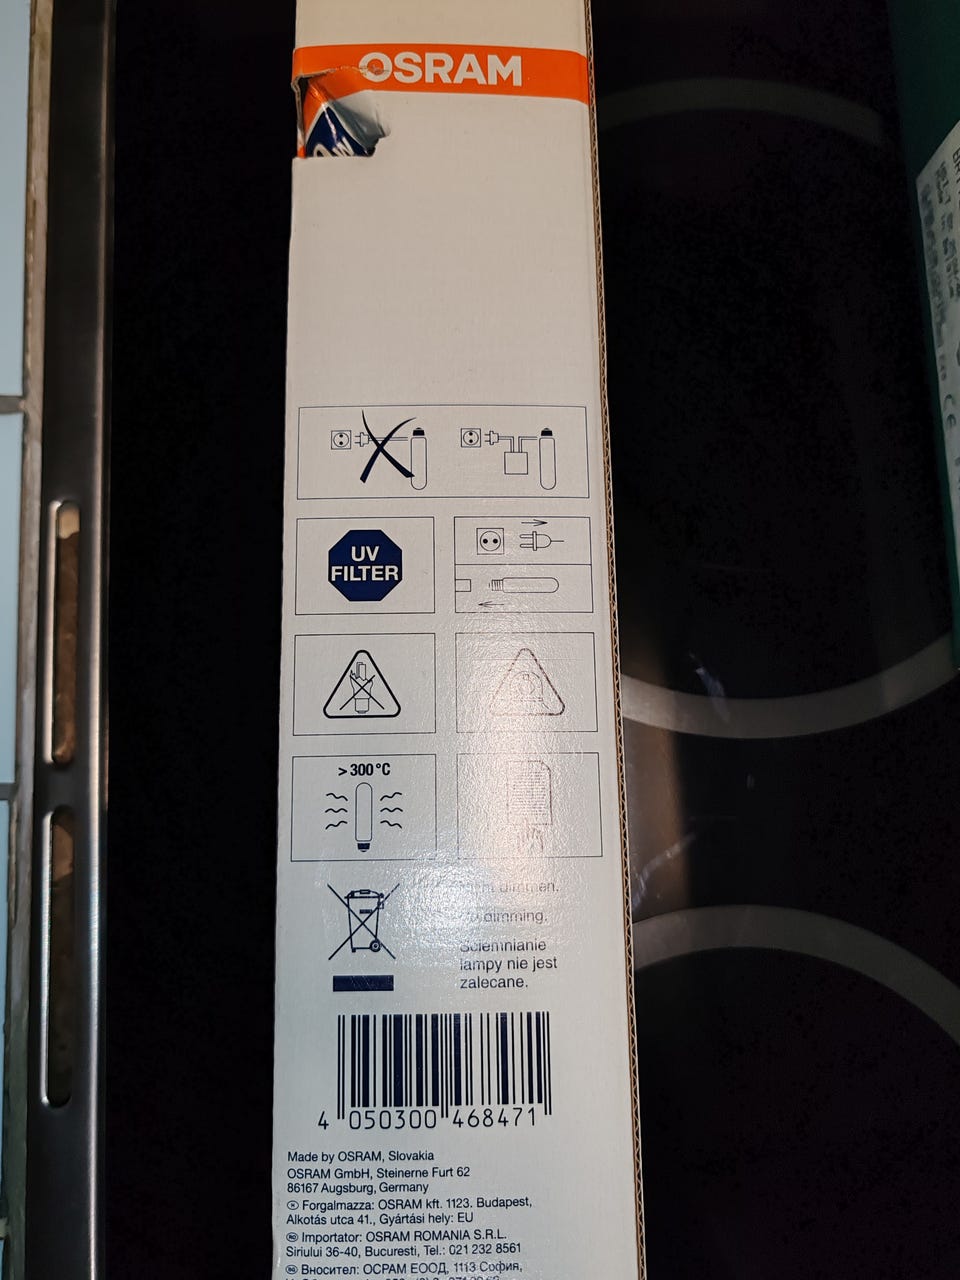 OSRAM
UV
FILTER
>300°C
dimmen.
dimming.
Sciemnianie
lampy nie jest
zalecane.
4 050300 468471
Made by OSRAM, Slovakia
OSRAM GmbH, Steinerne Furt 62
86167 Augsburg, Germany
Forgalmazza: OSRAM kft. 1123. Budapest,
Alkotás utca 41., Gyártási hely: EU
Importator: OSRAM ROMANIA S.R.L.
Siriului 36-40, Bucuresti, Tel.: 021 232 8561
Вносител: ОСРАМ ЕООД, 1113 София,